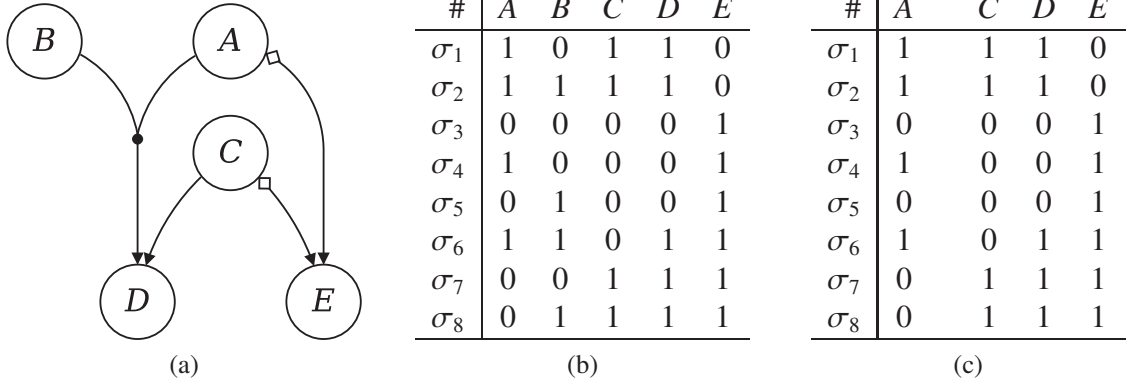 B A
C
D E
(a)
# A B C D E
σ1 1 0 1 1 0
σ2 1 1 1 1 0
σ3 0 0 0 0 1
σ4 1 0 0 0 1
σ5 0 1 0 0 1
σ6 1 1 0 1 1
σ7 0 0 1 1 1
σ8 0 1 1 1 1
(b)
# A C D E
σ1 1 1 1 0
σ2 1 1 1 0
σ3 0 0 0 1
σ4 1 0 0 1
σ5 0 0 0 1
σ6 1 0 1 1
σ7 0 1 1 1
σ8 0 1 1 1
(c)